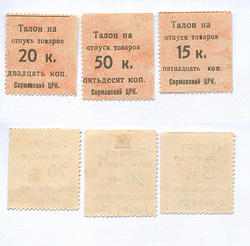 Талон на
отпуск товаров
20 к.
двадцать коп.
Сормовский ЦРК.
Талон на
отпуск товаров
50 к.
пятьдесят коп.
Сормовский ЦРК.
Талон на
отпуск товаров
15 к.
пятнадцать коп.
Сормовский ЦРК.